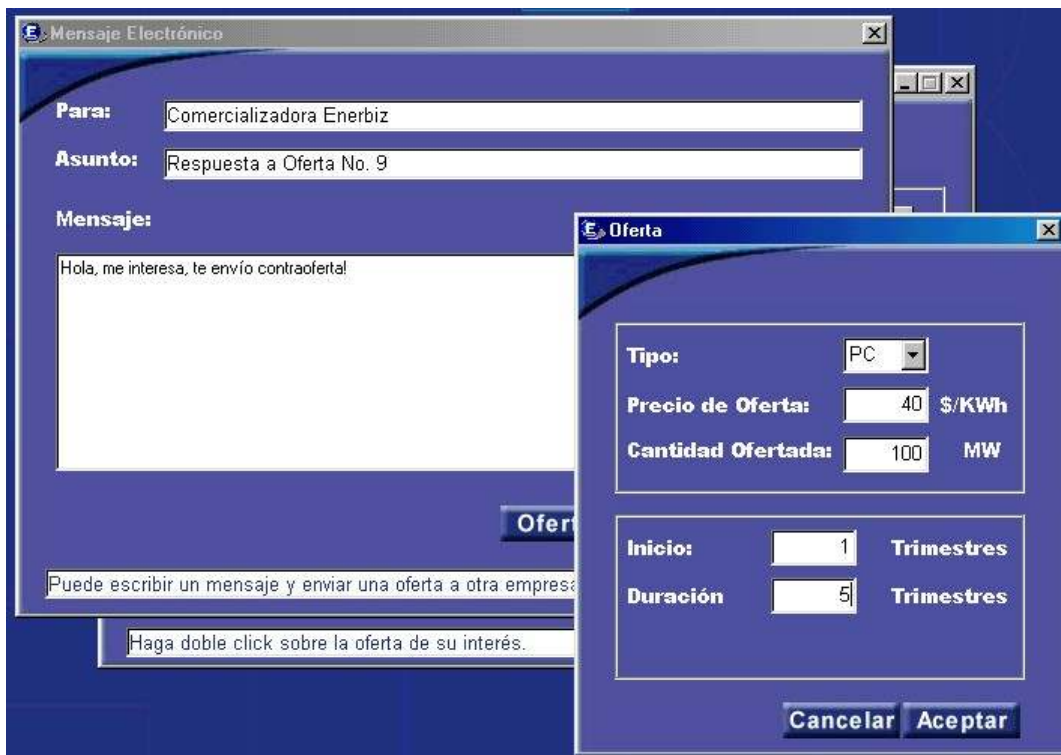 Mensaje Electrónico
Para: Comercializadora Enerbiz
Asunto: Respuesta a Oferta No. 9
Mensaje:
Hola, me interesa, te envío contraoferta!
Puede escribir un mensaje y enviar una oferta a otra
Haga doble click sobre la oferta de su interés.
Oferta
Tipo: PC
Precio de Oferta: 40 $/KWh
Cantidad Ofertada: 100 MW
Inicio: 1 Trimestres
Duración 5 Trimestres
Cancelar Aceptar